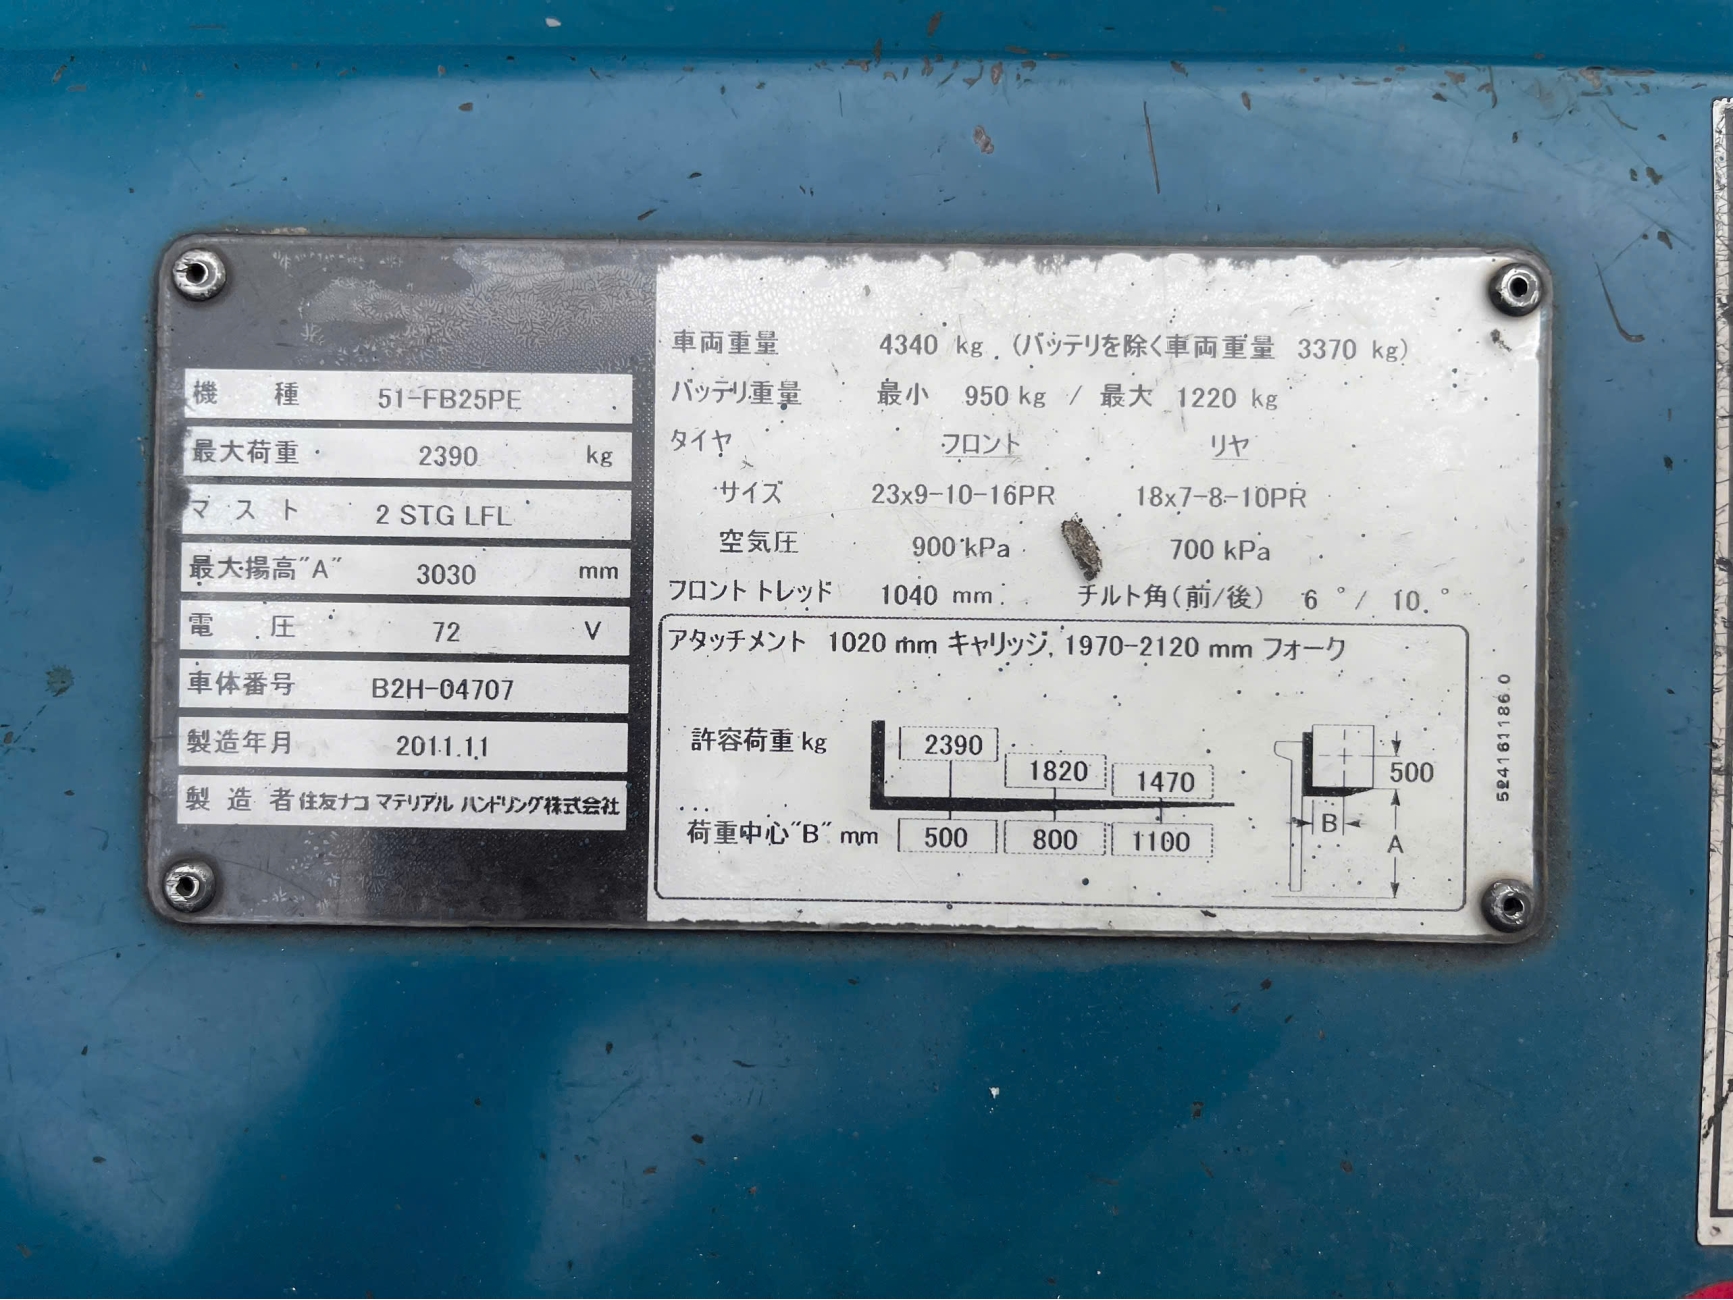 機 種 51-FB25PE
最大荷重 2390 kg
マスト 2 STG LFL
最大揚高"A" 3030 mm
電 圧 72 V
車体番号 B2H-04707
製造年月 2011.11
製造者 住友ナコ マテリアル ハンドリング株式会社
車両重量 4340 kg (バッテリを除く車両重量 3370 kg)
バッテリ重量 最小 950 kg / 最大 1220 kg
タイヤ フロント リヤ
サイズ 23x9-10-16PR 18x7-8-10PR
空気圧 900 kPa 700 kPa
フロント トレッド 1040 mm チルト角(前/後) 6 °/ 10 °
アタッチメント 1020 mm キャリッジ, 1970-2120 mm フォーク
許容荷重 kg 2390 1820 1470
荷重中心"B" mm 500 800 1100
500
B
A
524161186.0